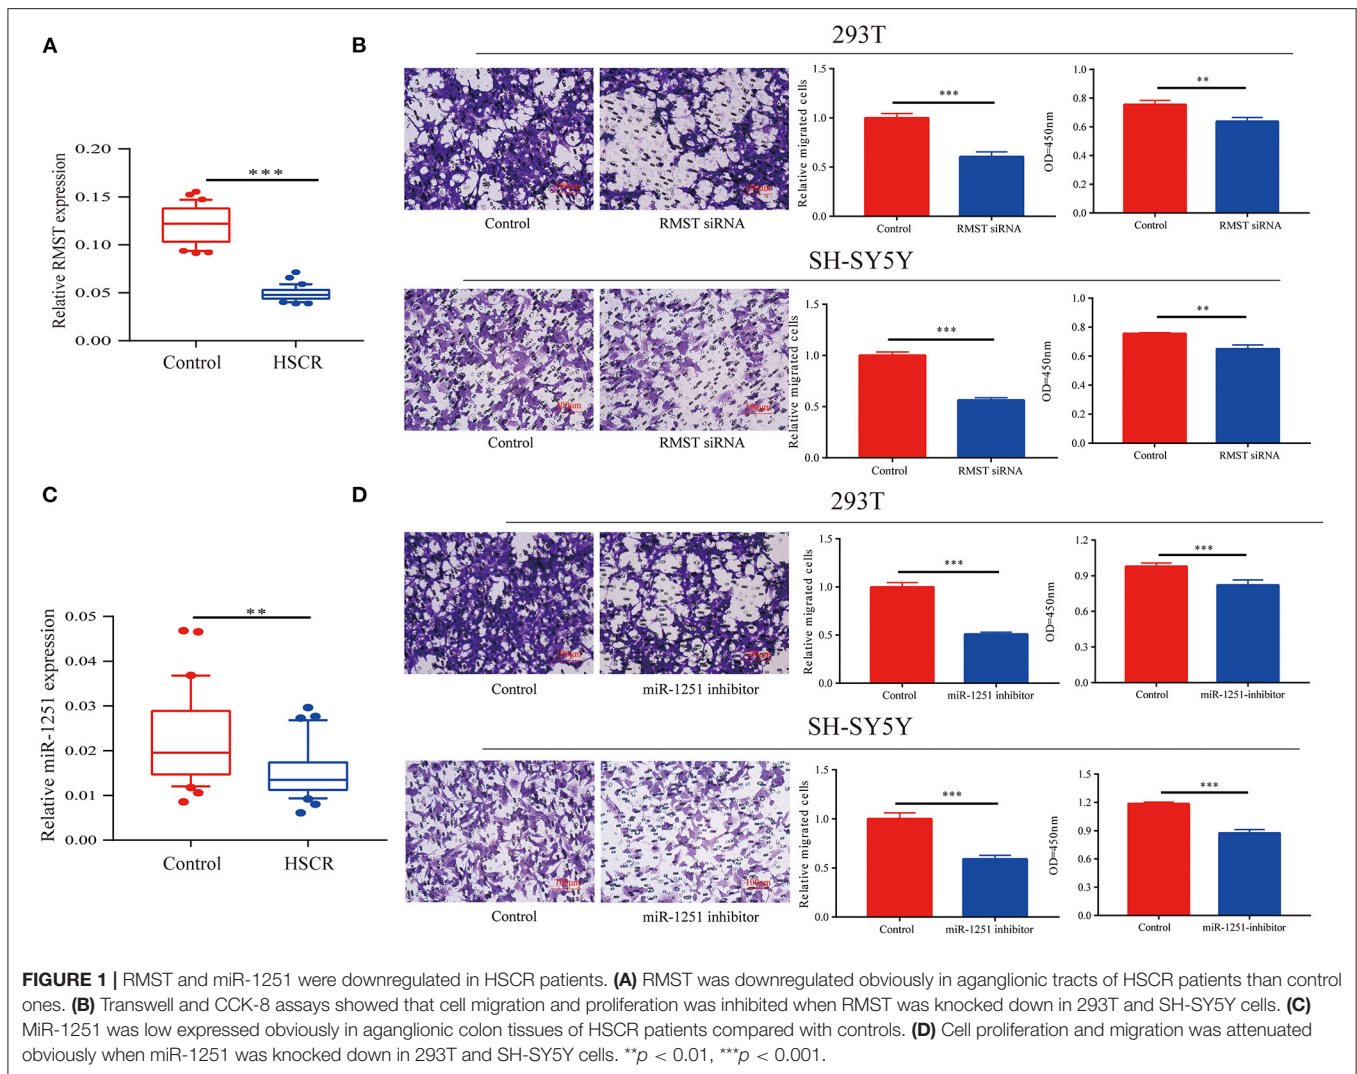 A
Relative RMST expression
0.20
0.15
0.10
0.05
0.00
***
Control
HSCR
B
293T
Control
RMST siRNA
Relative migrated cells
1.5
1.0
0.5
0.0
***
Control
RMST siRNA
OD=450nm
1.0
0.8
0.6
0.4
0.2
0.0
**
Control
RMST siRNA
SH-SY5Y
100μm
Control
RMST siRNA
Relative migrated cells
1.5
1.0
0.5
0.0
***
Control
RMST siRNA
OD=450nm
1.0
0.8
0.6
0.4
0.2
0.0
**
Control
RMST siRNA
C
Relative miR-1251 expression
0.05
0.04
0.03
0.02
0.01
0.00
**
Control
HSCR
D
293T
Control
miR-1251 inhibitor
Relative migrated cells
1.5
1.0
0.5
0.0
***
Control
miR-1251 inhibitor
OD=450nm
1.2
0.9
0.6
0.3
0.0
***
Control
miR-1251-inhibitor
SH-SY5Y
100μm
100μm
Control
miR-1251 inhibitor
Relative migrated cells
1.5
1.0
0.5
0.0
***
Control
miR-1251 inhibitor
OD=450nm
1.5
1.2
0.9
0.6
0.3
0.0
***
Control
miR-1251-inhibitor
FIGURE 1 | RMST and miR-1251 were downregulated in HSCR patients. (A) RMST was downregulated obviously in aganglionic tracts of HSCR patients than control
ones. (B) Transwell and CCK-8 assays showed that cell migration and proliferation was inhibited when RMST was knocked down in 293T and SH-SY5Y cells. (C)
MiR-1251 was low expressed obviously in aganglionic colon tissues of HSCR patients compared with controls. (D) Cell proliferation and migration was attenuated
obviously when miR-1251 was knocked down in 293T and SH-SY5Y cells. **p < 0.01, ***p < 0.001.